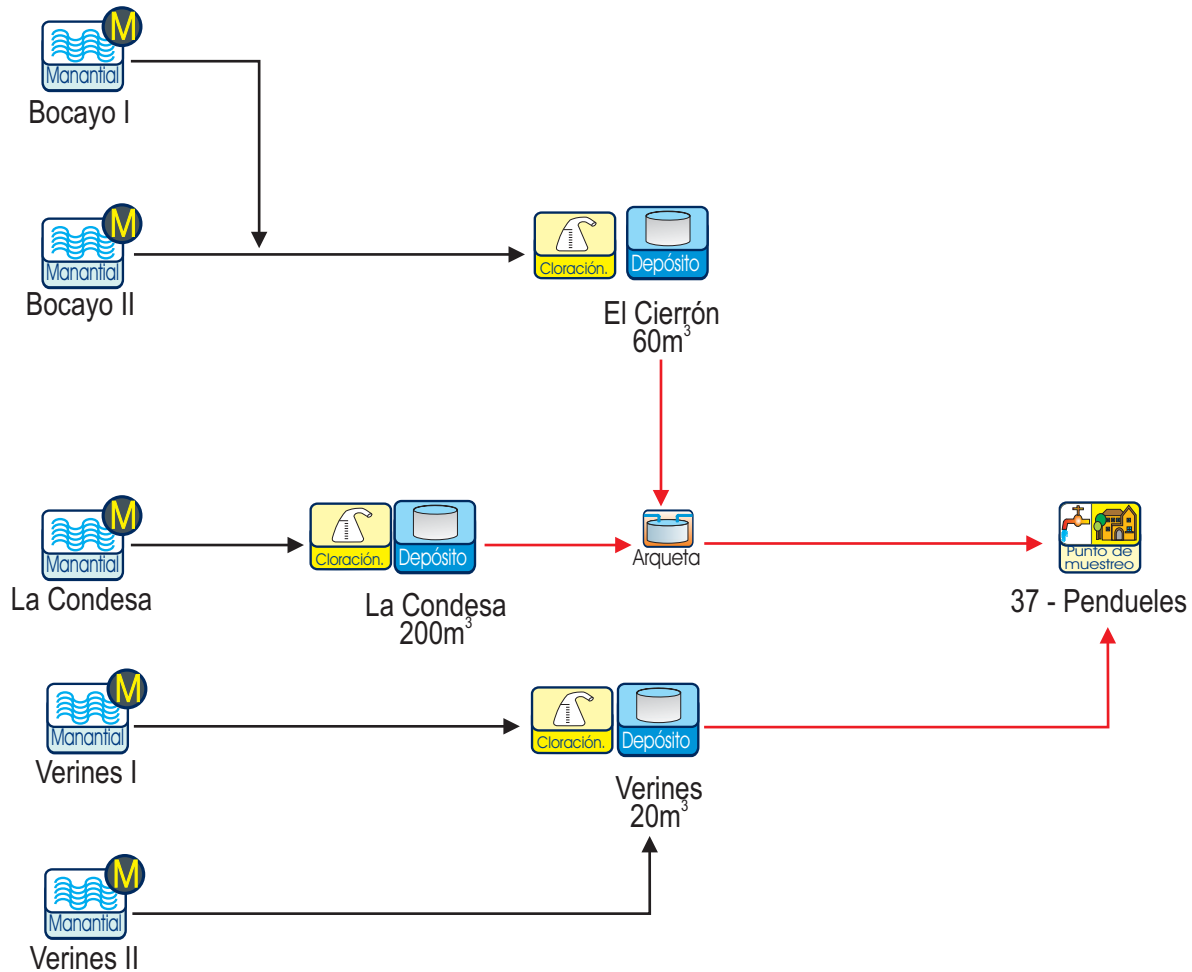 M
Manantial
Bocayo I
M
Manantial
Bocayo II
Cloración.
Depósito
El Cierrón
60m³
M
Manantial
La Condesa
Cloración.
Depósito
La Condesa
200m³
Arqueta
Punto de
muestreo
37 - Pendueles
M
Manantial
Verines I
Cloración.
Depósito
Verines
20m³
M
Manantial
Verines II